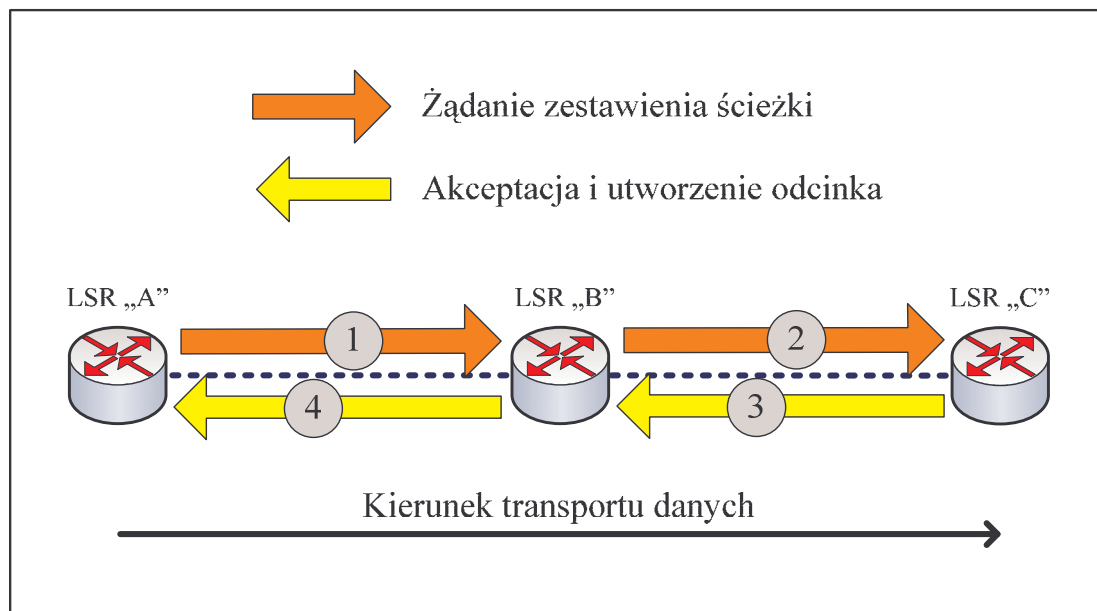 Żądanie zestawienia ścieżki
Akceptacja i utworzenie odcinka
LSR „A”
LSR „B”
LSR „C”
1
2
4
3
Kierunek transportu danych